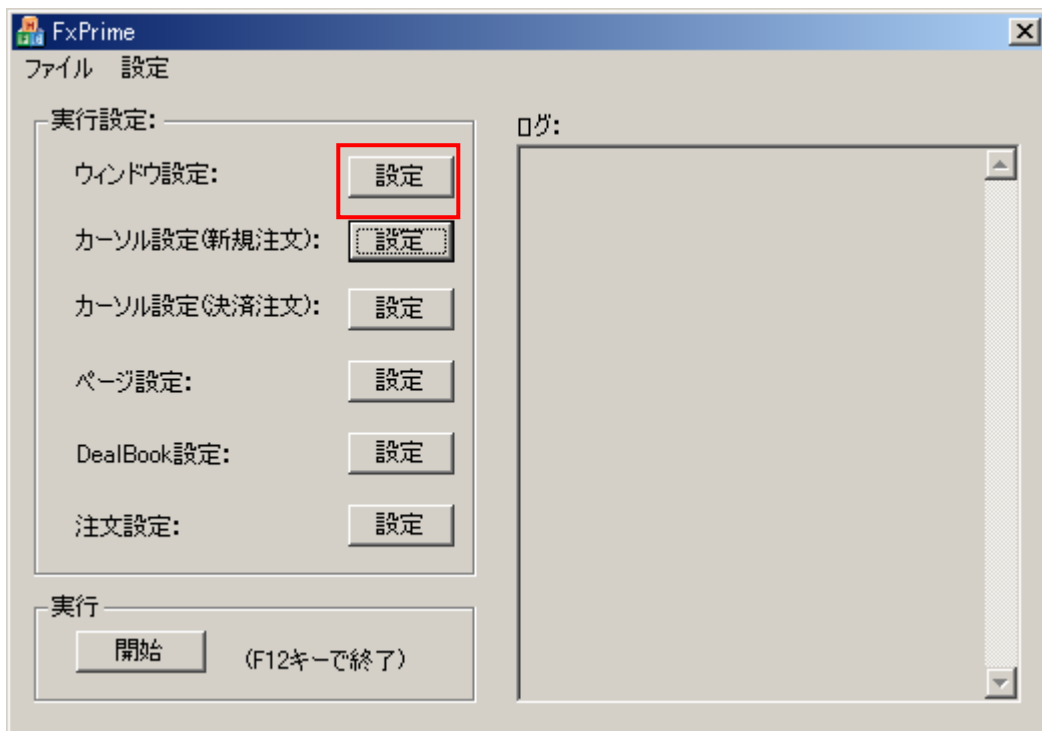 FxPrime
ファイル 設定
実行設定:
ウィンドウ設定: 設定
カーソル設定(新規注文): 設定
カーソル設定(決済注文): 設定
ページ設定: 設定
DealBook設定: 設定
注文設定: 設定
実行
開始 (F12キーで終了)
ログ: